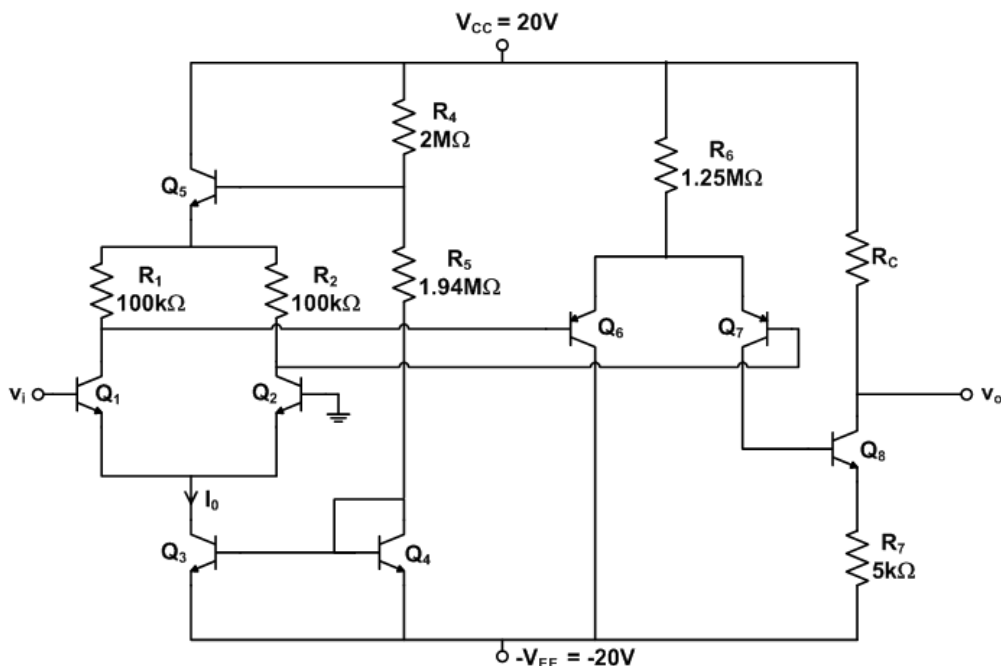 V_CC = 20V
R_4
2MΩ
R_6
1.25MΩ
Q_5
R_1
100kΩ
R_2
100kΩ
R_5
1.94MΩ
R_C
Q_6
Q_7
v_i
Q_1
Q_2
v_o
Q_8
I_0
Q_3
Q_4
R_7
5kΩ
-V_EE = -20V